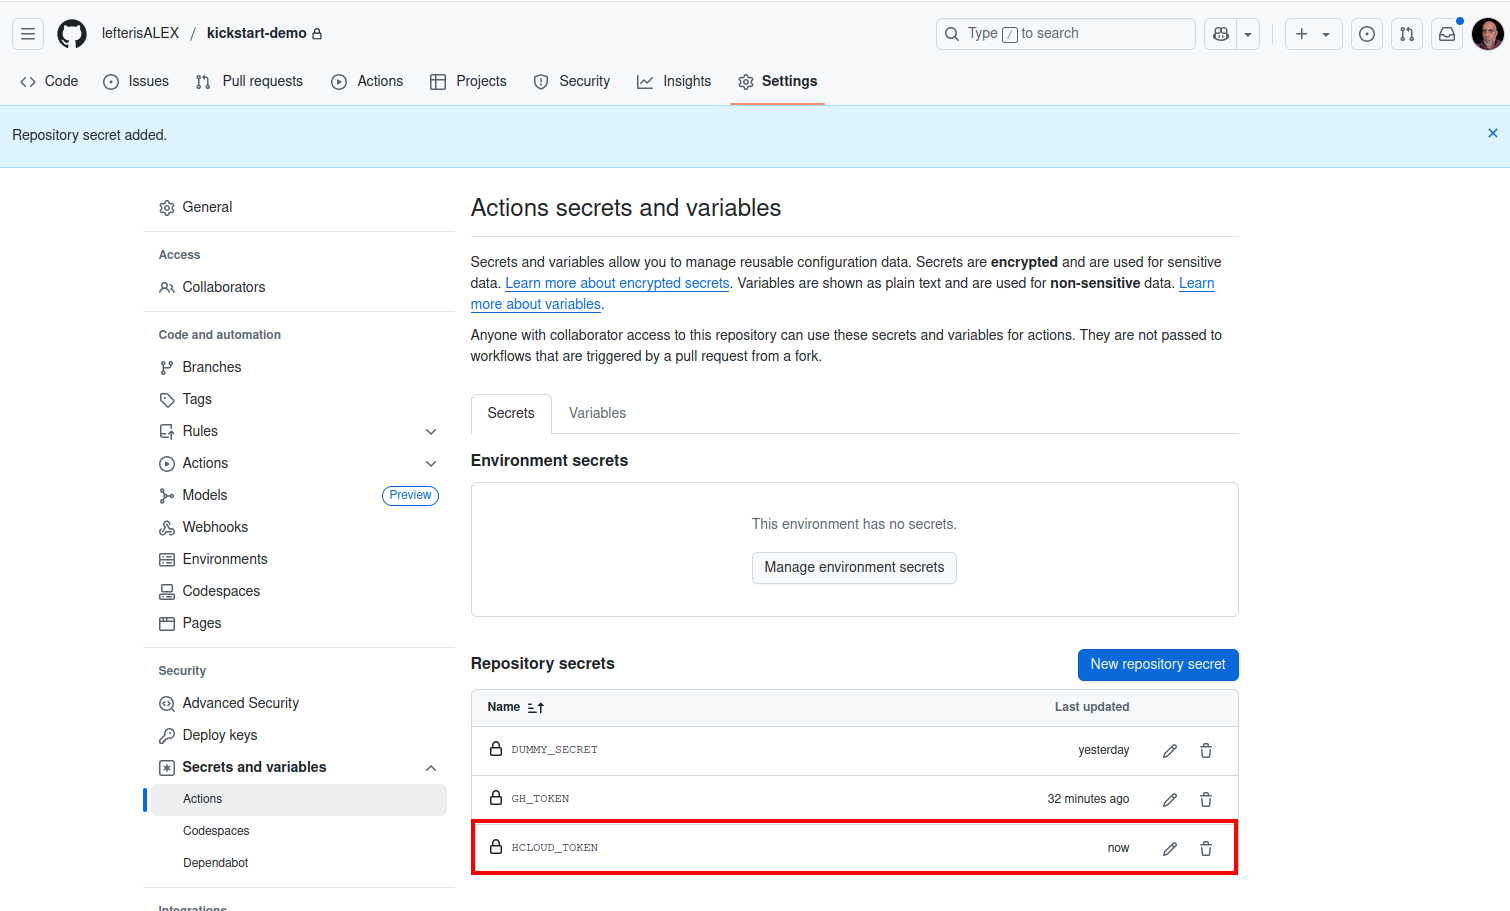 lefterisALEX / kickstart-demo
Type / to search
Code Issues Pull requests Actions Projects Security Insights Settings
Repository secret added.
General
Access
Collaborators
Code and automation
Branches
Tags
Rules
Actions
Models Preview
Webhooks
Environments
Codespaces
Pages
Security
Advanced Security
Deploy keys
Secrets and variables
Actions
Codespaces
Dependabot
Integrations
Actions secrets and variables
Secrets and variables allow you to manage reusable configuration data. Secrets are encrypted and are used for sensitive
data. Learn more about encrypted secrets. Variables are shown as plain text and are used for non-sensitive data. Learn
more about variables.
Anyone with collaborator access to this repository can use these secrets and variables for actions. They are not passed to
workflows that are triggered by a pull request from a fork.
Secrets Variables
Environment secrets
This environment has no secrets.
Manage environment secrets
Repository secrets New repository secret
Name Last updated
DUMMY_SECRET yesterday
GH_TOKEN 32 minutes ago
HCLOUD_TOKEN now